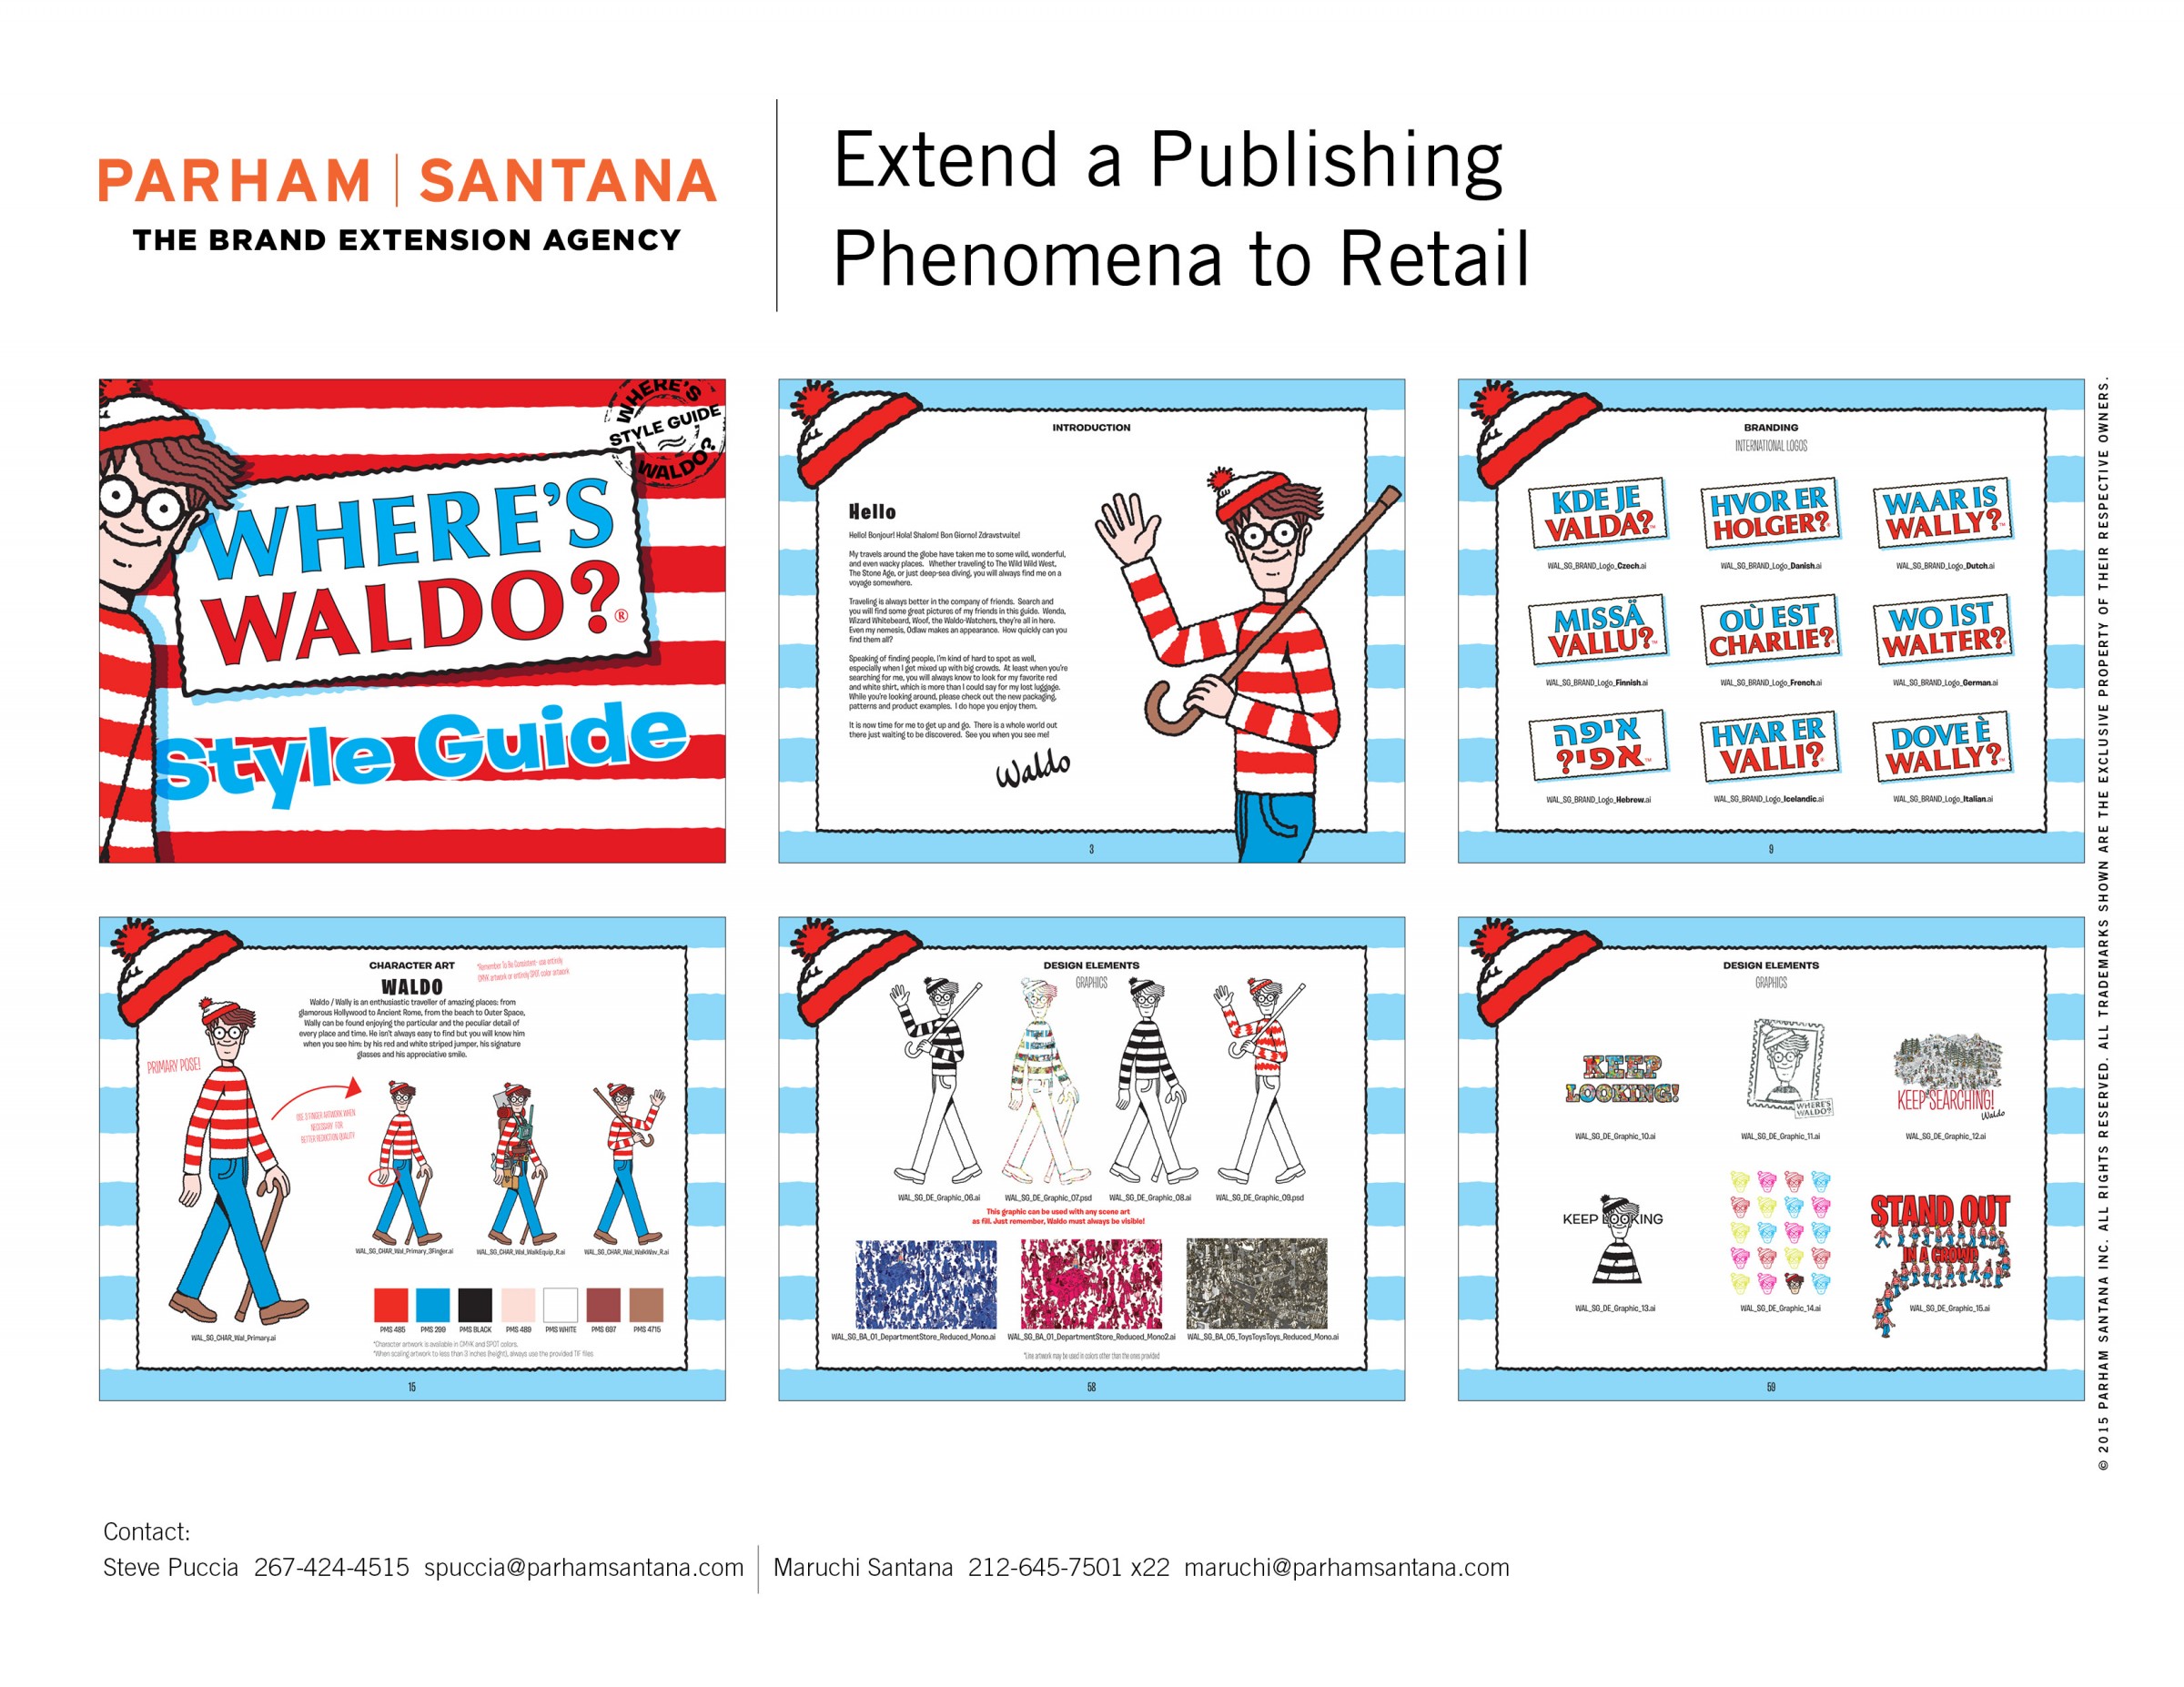 PARHAM | SANTANA
THE BRAND EXTENSION AGENCY
Extend a Publishing
Phenomena to Retail
WHERE'S
STYLE GUIDE
WALDO?
WHERE'S
WALDO?®
Style Guide
INTRODUCTION
Hello
Hello! Bonjour! Hola! Shalom! Bon Giorno! Zdravstvuite!
My travels around the globe have taken me to some wild, wonderful,
and even wacky places. Whether traveling to The Wild Wild West,
The Stone Age, or just deep-sea diving, you will always find me on a
voyage somewhere.
Traveling is always better in the company of friends. Search and
you will find some great pictures of my friends in this guide. Wenda,
Wizard Whitebeard, Woof, the Waldo-Watchers, they're all in here.
Even my nemesis, Odlaw makes an appearance. How quickly can you
find them all?
Speaking of finding people, I'm kind of hard to spot as well,
especially when I get mixed up with big crowds. At least when you're
searching for me, you will always know to look for my favorite red
and white shirt, which is more than I could say for my lost luggage.
While you're looking around, please check out the new packaging,
patterns and product examples. I do hope you enjoy them.
It is now time for me to get up and go. There is a whole world out
there just waiting to be discovered. See you when you see me!
Waldo
3
BRANDING
INTERNATIONAL LOGOS
KDE JE
VALDA?™
WAL_SG_BRAND_Logo_Czech.ai
HVOR ER
HOLGER?
WAL_SG_BRAND_Logo_Danish.ai
WAAR IS
WALLY?™
WAL_SG_BRAND_Logo_Dutch.ai
MISSÄ
VALLU?™
WAL_SG_BRAND_Logo_Finnish.ai
OÙ EST
CHARLIE?
WAL_SG_BRAND_Logo_French.ai
WO IST
WALTER?
WAL_SG_BRAND_Logo_German.ai
איפה
אפי?™
WAL_SG_BRAND_Logo_Hebrew.ai
HVAR ER
VALLI?
WAL_SG_BRAND_Logo_Icelandic.ai
DOVE È
WALLY?
WAL_SG_BRAND_Logo_Italian.ai
9
CHARACTER ART
*Remember To Be Consistent- use entirely
CMYK artwork or entirely SPOT color artwork
WALDO
Waldo / Wally is an enthusiastic traveller of amazing places: from
glamorous Hollywood to Ancient Rome, from the beach to Outer Space,
Wally can be found enjoying the particular and the peculiar detail of
every place and time. He isn't always easy to find but you will know him
when you see him: by his red and white striped jumper, his signature
glasses and his appreciative smile.
PRIMARY POSE!
USE 3 FINGER ARTWORK WHEN
NECESSARY FOR
BETTER REDUCTION QUALITY
WAL_SG_CHAR_Wal_Primary_3Finger.ai
WAL_SG_CHAR_Wal_WalkEquip_R.ai
WAL_SG_CHAR_Wal_WalkWav_R.ai
WAL_SG_CHAR_Wal_Primary.ai
PMS 485
PMS 299
PMS BLACK
PMS 489
PMS WHITE
PMS 697
PMS 4715
*Character artwork is available in CMYK and SPOT colors.
*When scaling artwork to less than 3 inches (height), always use the provided TIF files
15
DESIGN ELEMENTS
GRAPHICS
WAL_SG_DE_Graphic_06.ai
WAL_SG_DE_Graphic_07.psd
WAL_SG_DE_Graphic_08.ai
WAL_SG_DE_Graphic_09.psd
This graphic can be used with any scene art
as fill. Just remember, Waldo must always be visible!
WAL_SG_BA_01_DepartmentStore_Reduced_Mono.ai
WAL_SG_BA_01_DepartmentStore_Reduced_Mono2.ai
WAL_SG_BA_05_ToysToysToys_Reduced_Mono.ai
*Line artwork may be used in colors other than the ones provided
58
DESIGN ELEMENTS
GRAPHICS
KEEP
LOOKING!
WAL_SG_DE_Graphic_10.ai
WHERE'S
WALDO?
WAL_SG_DE_Graphic_11.ai
KEEP SEARCHING!
Waldo
WAL_SG_DE_Graphic_12.ai
KEEP LOOKING
WAL_SG_DE_Graphic_13.ai
WAL_SG_DE_Graphic_14.ai
STAND OUT
IN A CROWD
WAL_SG_DE_Graphic_15.ai
59
© 2015 PARHAM SANTANA INC. ALL RIGHTS RESERVED. ALL TRADEMARKS SHOWN ARE THE EXCLUSIVE PROPERTY OF THEIR RESPECTIVE OWNERS.
Contact:
Steve Puccia 267-424-4515 spuccia@parhamsantana.com | Maruchi Santana 212-645-7501 x22 maruchi@parhamsantana.com